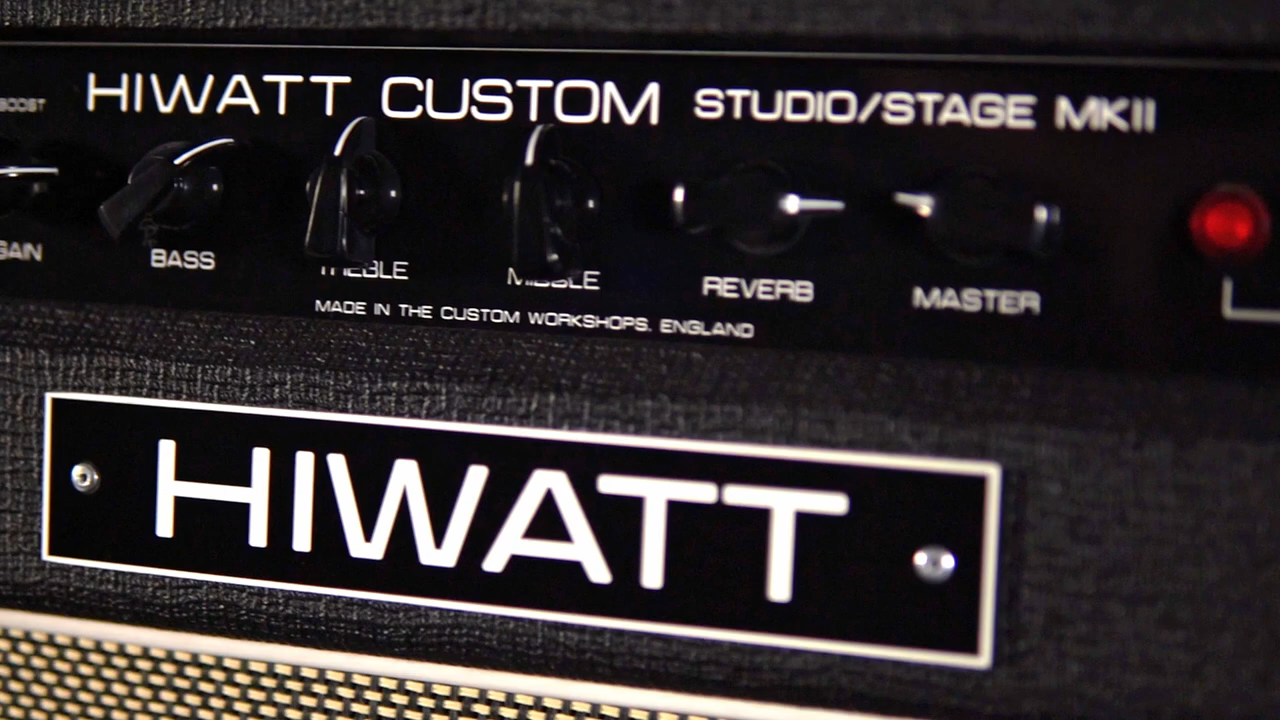 BOOST
HIWATT CUSTOM STUDIO/STAGE MKII
GAIN BASS TREBLE MIDDLE REVERB MASTER
MADE IN THE CUSTOM WORKSHOPS. ENGLAND
HIWATT